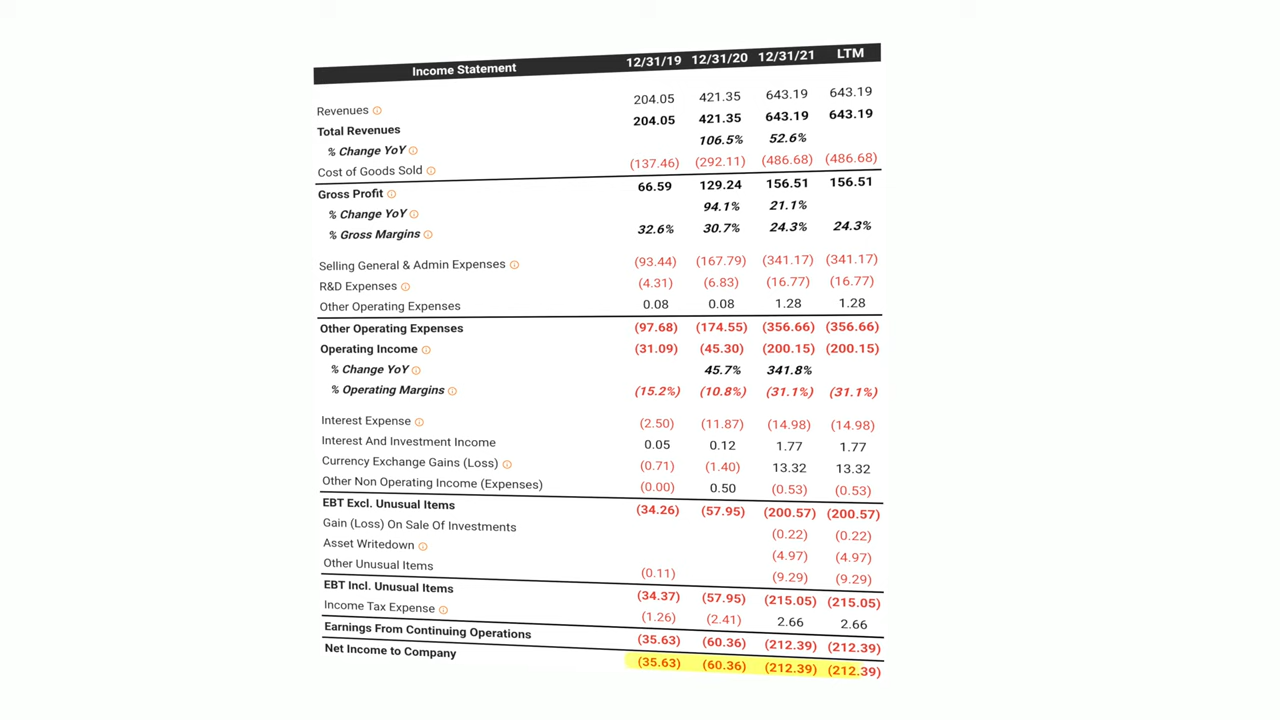 Income Statement 12/31/19 12/31/20 12/31/21 LTM
Revenues 204.05 421.35 643.19 643.19
Total Revenues 204.05 421.35 643.19 643.19
% Change YoY 106.5% 52.6%
Cost of Goods Sold (137.46) (292.11) (486.68) (486.68)
Gross Profit 66.59 129.24 156.51 156.51
% Change YoY 94.1% 21.1%
% Gross Margins 32.6% 30.7% 24.3% 24.3%
Selling General & Admin Expenses (93.44) (167.79) (341.17) (341.17)
R&D Expenses (4.31) (6.83) (16.77) (16.77)
Other Operating Expenses 0.08 0.08 1.28 1.28
Other Operating Expenses (97.68) (174.55) (356.66) (356.66)
Operating Income (31.09) (45.30) (200.15) (200.15)
% Change YoY 45.7% 341.8%
% Operating Margins (15.2%) (10.8%) (31.1%) (31.1%)
Interest Expense (2.50) (11.87) (14.98) (14.98)
Interest And Investment Income 0.05 0.12 1.77 1.77
Currency Exchange Gains (Loss) (0.71) (1.40) 13.32 13.32
Other Non Operating Income (Expenses) (0.00) 0.50 (0.53) (0.53)
EBT Excl. Unusual Items (34.26) (57.95) (200.57) (200.57)
Gain (Loss) On Sale Of Investments (0.22) (0.22)
Asset Writedown (4.97) (4.97)
Other Unusual Items (0.11) (9.29) (9.29)
EBT Incl. Unusual Items (34.37) (57.95) (215.05) (215.05)
Income Tax Expense (1.26) (2.41) 2.66 2.66
Earnings From Continuing Operations (35.63) (60.36) (212.39) (212.39)
Net Income to Company (35.63) (60.36) (212.39) (212.39)